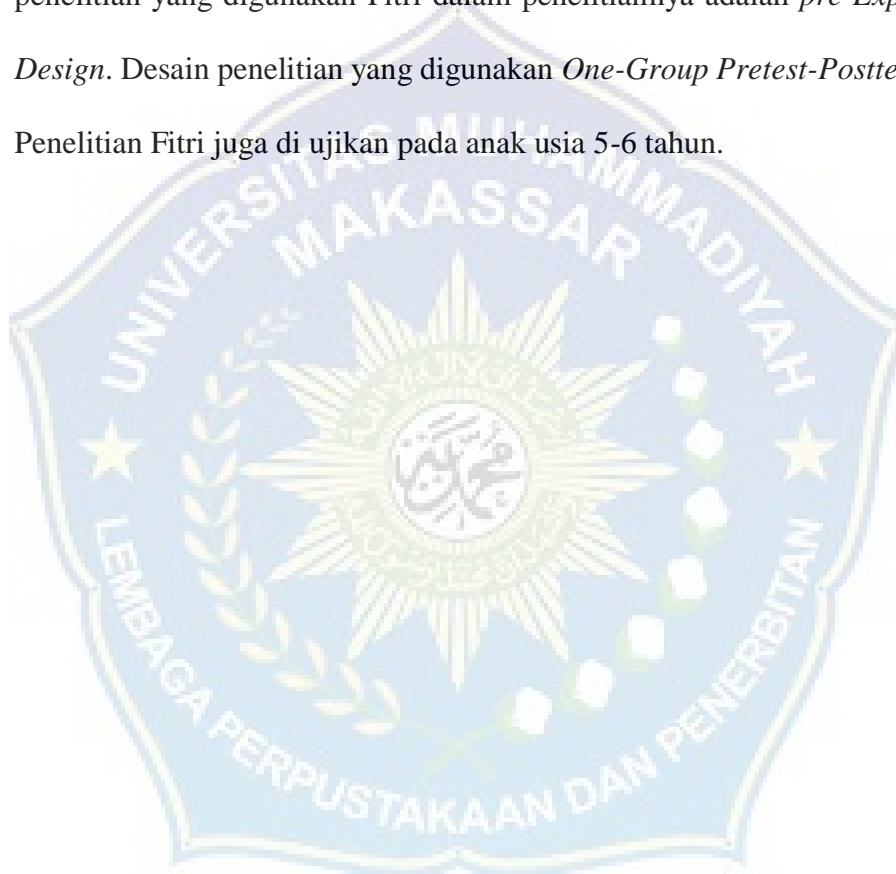 penelitian yang digunakan Fitri dalam penelitiannya adalah pre Exp
Design. Desain penelitian yang digunakan One-Group Pretest-Postte
Penelitian Fitri juga di ujikan pada anak usia 5-6 tahun.
UNIVERSITAS MUHAMMADIYAH
MAKASSAR
LEMBAGA PERPUSTAKAAN DAN PENERBITAN